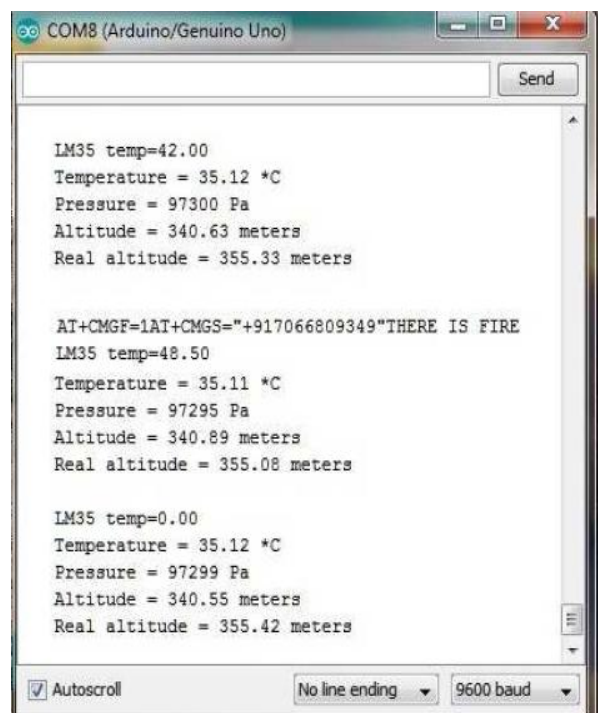 COM8 (Arduino/Genuino Uno)
Send
LM35 temp=42.00
Temperature = 35.12 *C
Pressure = 97300 Pa
Altitude = 340.63 meters
Real altitude = 355.33 meters
AT+CMGF=1AT+CMGS="+917066809349"THERE IS FIRE
LM35 temp=48.50
Temperature = 35.11 *C
Pressure = 97295 Pa
Altitude = 340.89 meters
Real altitude = 355.08 meters
LM35 temp=0.00
Temperature = 35.12 *C
Pressure = 97299 Pa
Altitude = 340.55 meters
Real altitude = 355.42 meters
Autoscroll No line ending 9600 baud